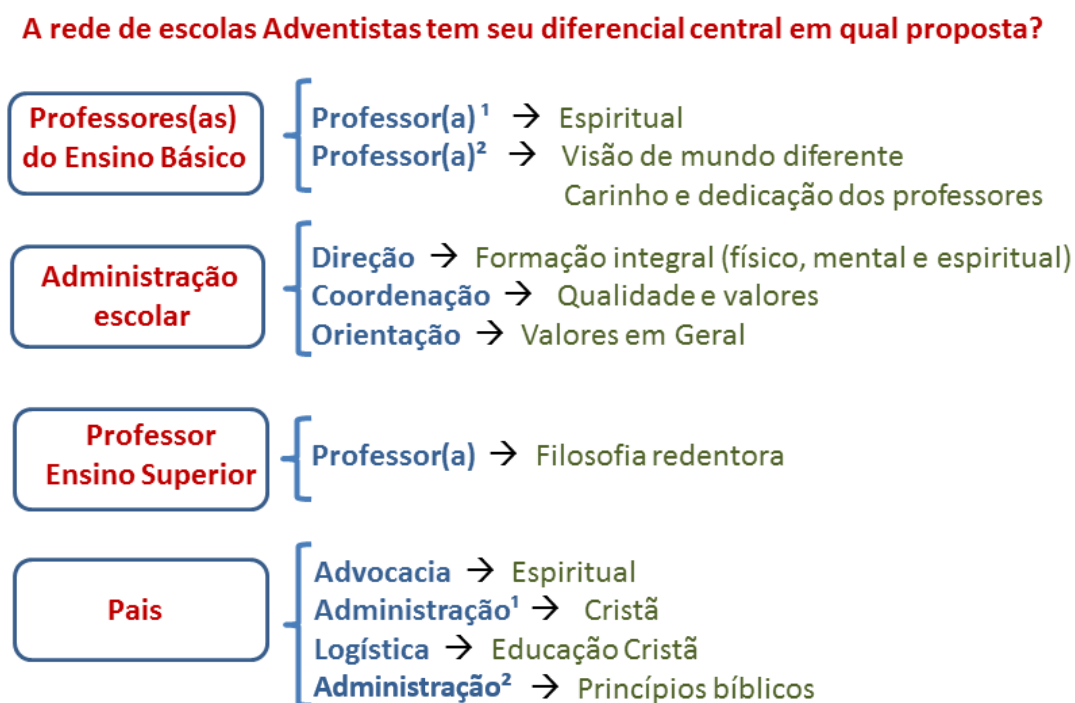 A rede de escolas Adventistas tem seu diferencial central em qual proposta?
Professores(as)
do Ensino Básico
Professor(a)¹ → Espiritual
Professor(a)² → Visão de mundo diferente
Carinho e dedicação dos professores
Administração
escolar
Direção → Formação integral (físico, mental e espiritual)
Coordenação → Qualidade e valores
Orientação → Valores em Geral
Professor
Ensino Superior
Professor(a) → Filosofia redentora
Pais
Advocacia → Espiritual
Administração¹ → Cristã
Logística → Educação Cristã
Administração² → Princípios bíblicos